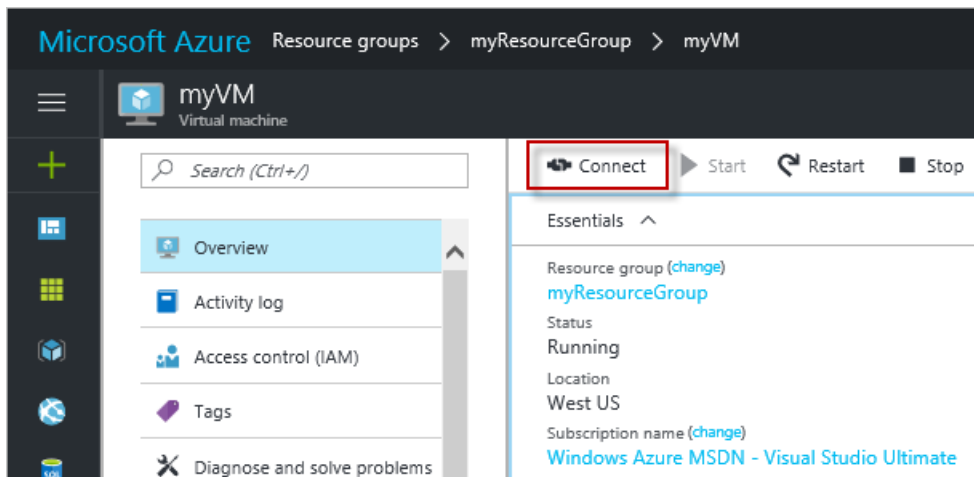 Microsoft Azure Resource groups > myResourceGroup > myVM
myVM
Virtual machine
Search (Ctrl+/)
Overview
Activity log
Access control (IAM)
Tags
Diagnose and solve problems
Connect Start Restart Stop
Essentials
Resource group (change)
myResourceGroup
Status
Running
Location
West US
Subscription name (change)
Windows Azure MSDN - Visual Studio Ultimate
SQL